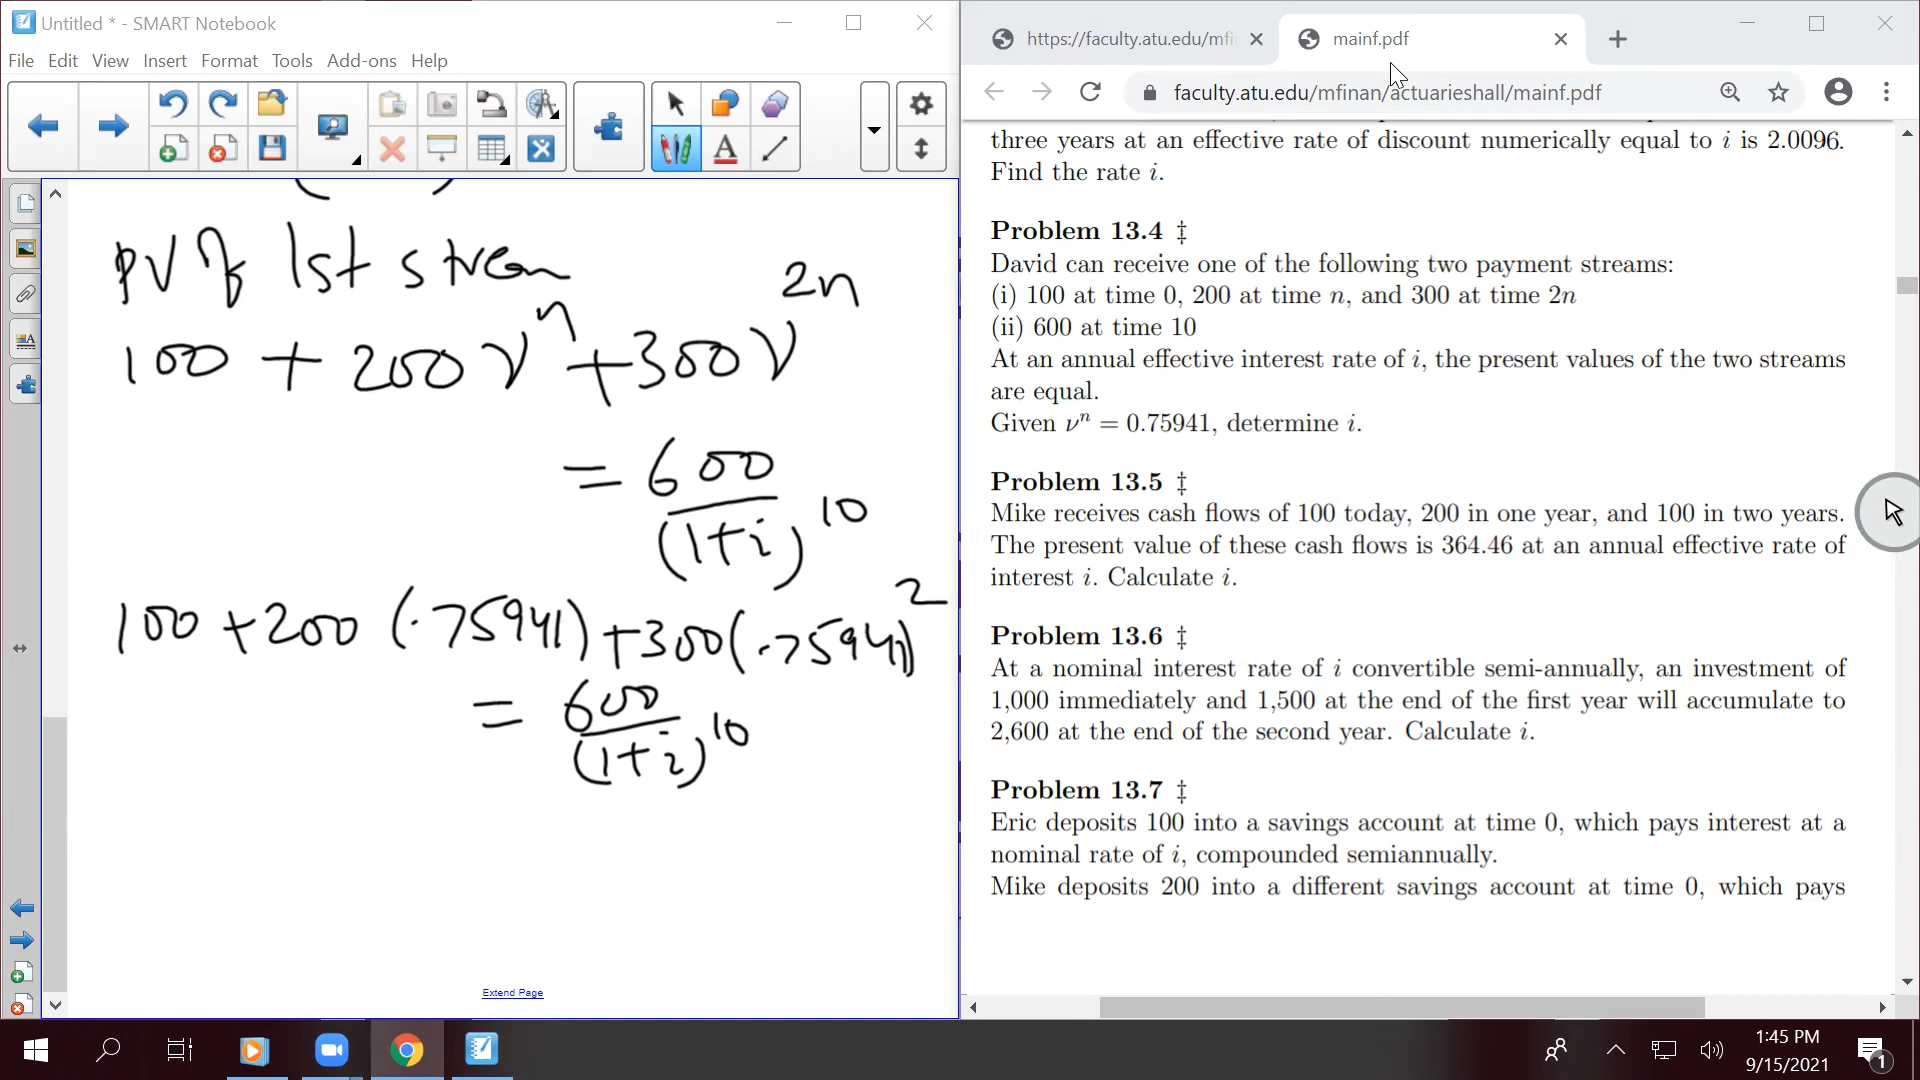 Untitled * - SMART Notebook
File Edit View Insert Format Tools Add-ons Help
PV of 1st stream
100 + 200 v^n + 300 v^2n
= 600/(1+i)^10
100 + 200 (.75941) + 300(.75941)^2
= 600/(1+i)^10
Extend Page
https://faculty.atu.edu/mfi
mainf.pdf
faculty.atu.edu/mfinan/actuarieshall/mainf.pdf
three years at an effective rate of discount numerically equal to i is 2.0096.
Find the rate i.
Problem 13.4 ‡
David can receive one of the following two payment streams:
(i) 100 at time 0, 200 at time n, and 300 at time 2n
(ii) 600 at time 10
At an annual effective interest rate of i, the present values of the two streams
are equal.
Given ν^n = 0.75941, determine i.
Problem 13.5 ‡
Mike receives cash flows of 100 today, 200 in one year, and 100 in two years.
The present value of these cash flows is 364.46 at an annual effective rate of
interest i. Calculate i.
Problem 13.6 ‡
At a nominal interest rate of i convertible semi-annually, an investment of
1,000 immediately and 1,500 at the end of the first year will accumulate to
2,600 at the end of the second year. Calculate i.
Problem 13.7 ‡
Eric deposits 100 into a savings account at time 0, which pays interest at a
nominal rate of i, compounded semiannually.
Mike deposits 200 into a different savings account at time 0, which pays
1:45 PM
9/15/2021
1